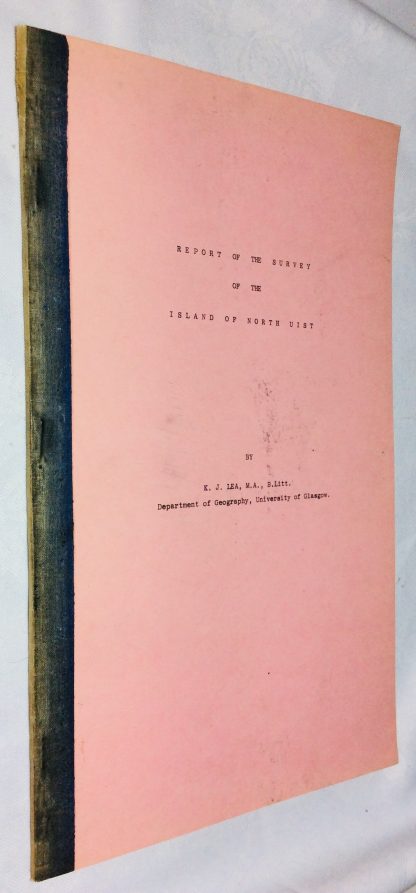 REPORT OF THE SURVEY
OF THE
ISLAND OF NORTH UIST
BY
K. J. LEA, M.A., B.Litt.
Department of Geography, University of Glasgow.